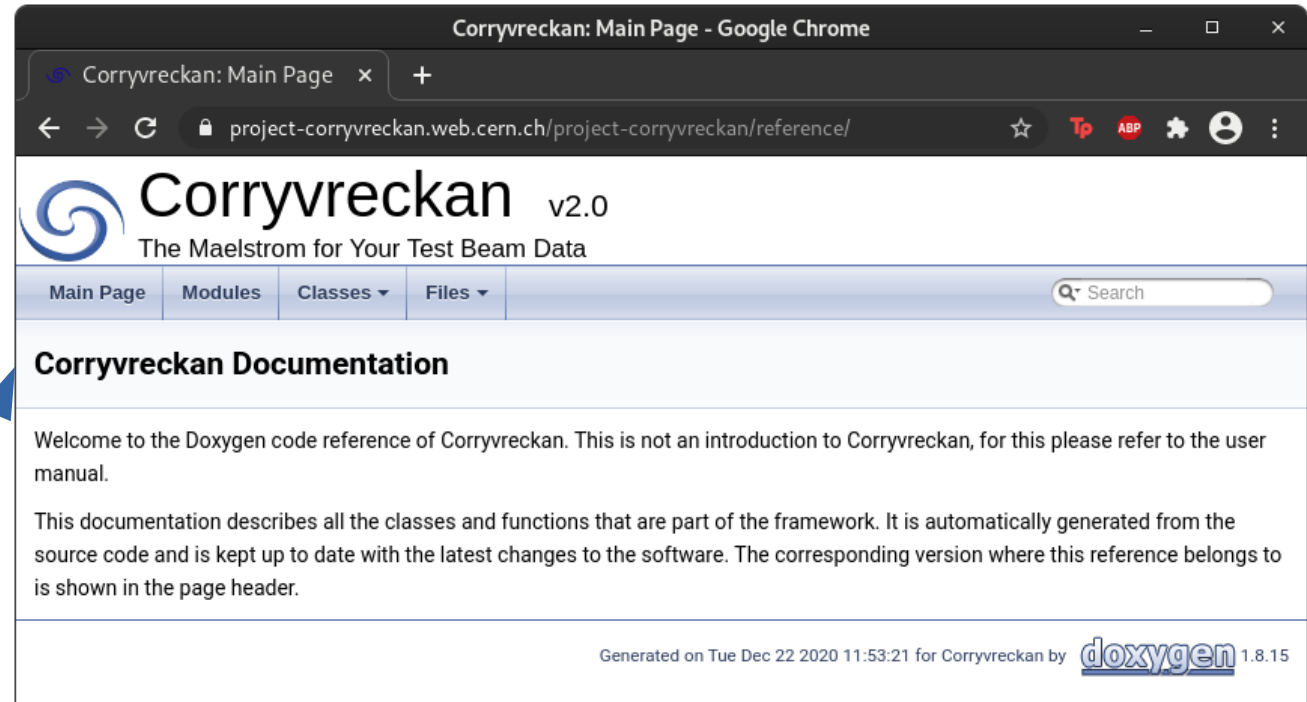 Corryvreckan: Main Page - Google Chrome
Corryvreckan: Main Page
project-corryvreckan.web.cern.ch/project-corryvreckan/reference/
Tp ABP
Corryvreckan v2.0
The Maelstrom for Your Test Beam Data
Main Page Modules Classes Files Search
Corryvreckan Documentation
Welcome to the Doxygen code reference of Corryvreckan. This is not an introduction to Corryvreckan, for this please refer to the user
manual.
This documentation describes all the classes and functions that are part of the framework. It is automatically generated from the
source code and is kept up to date with the latest changes to the software. The corresponding version where this reference belongs to
is shown in the page header.
Generated on Tue Dec 22 2020 11:53:21 for Corryvreckan by doxygen 1.8.15